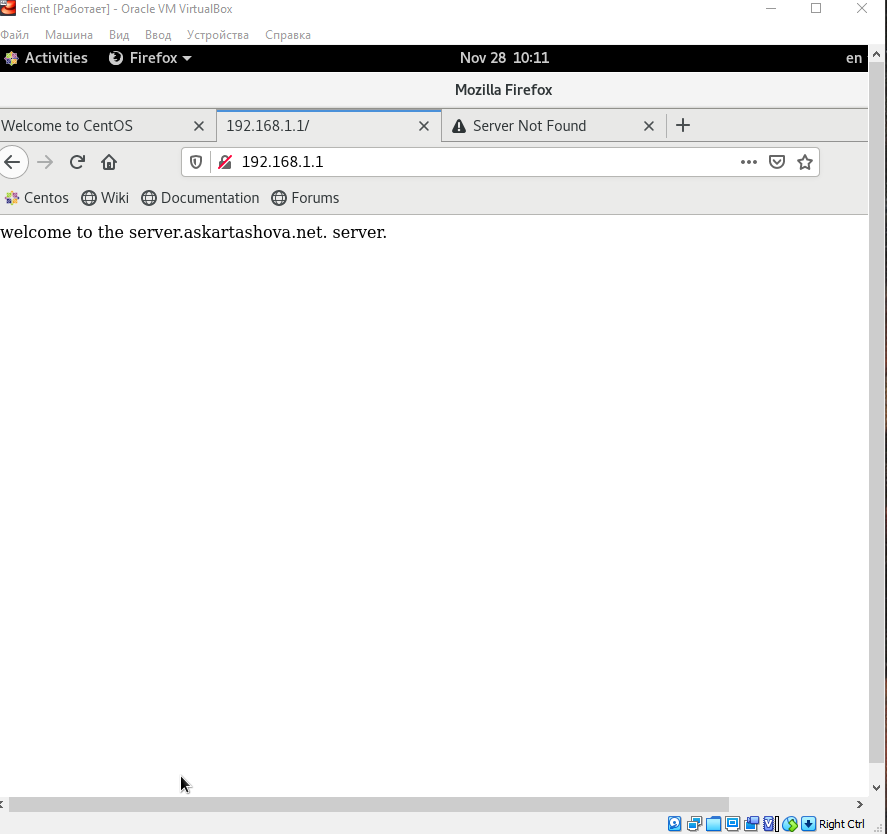 client [Работает] - Oracle VM VirtualBox
Файл Машина Вид Ввод Устройства Справка
Activities Firefox Nov 28 10:11 en
Mozilla Firefox
Welcome to CentOS 192.168.1.1/ Server Not Found
192.168.1.1
Centos Wiki Documentation Forums
welcome to the server.askartashova.net. server.
Right Ctrl